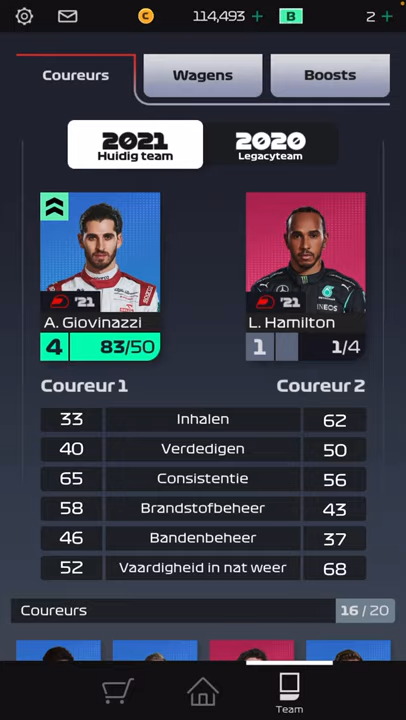 114,493 + B 2 +
Coureurs Wagens Boosts
2021 2020
Huidig team Legacyteam
'21 '21
A. Giovinazzi L. Hamilton
4 83/50 1 1/4
Coureur 1 Coureur 2
33 Inhalen 62
40 Verdedigen 50
65 Consistentie 56
58 Brandstofbeheer 43
46 Bandenbeheer 37
52 Vaardigheid in nat weer 68
Coureurs 16/20
Team